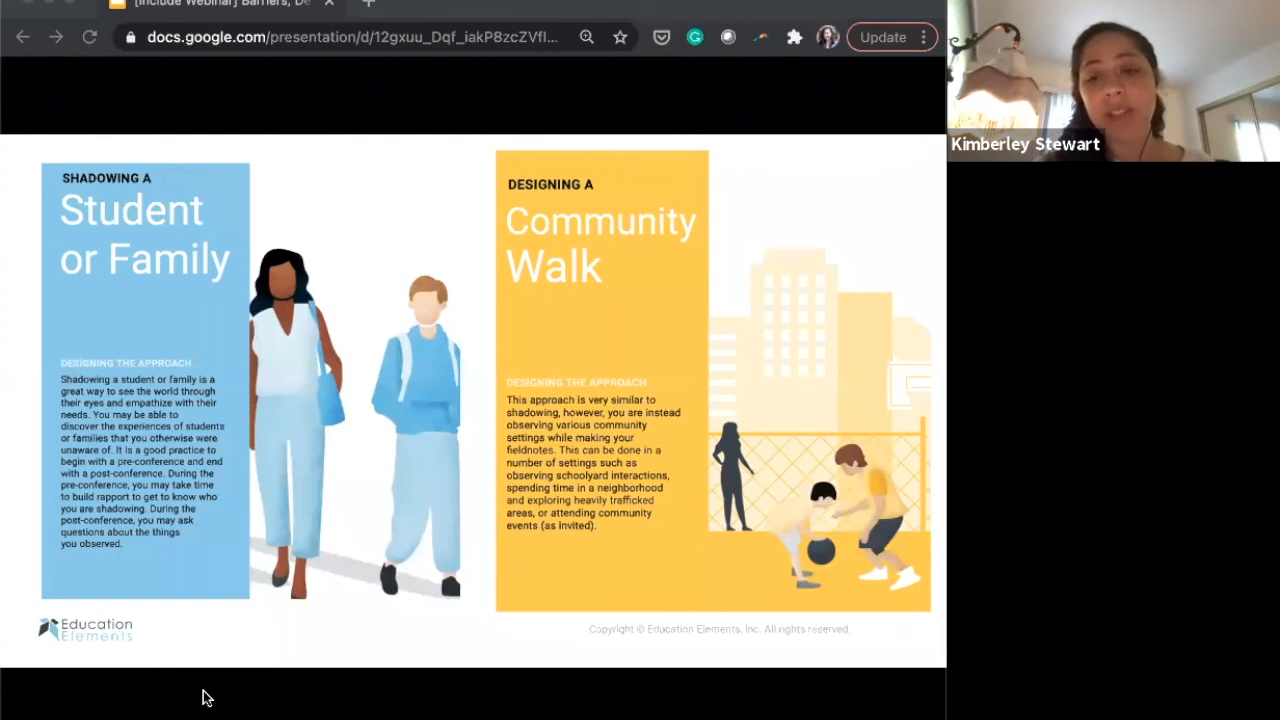 [Include Webinar] Barriers, De
docs.google.com/presentation/d/12gxuu_Dqf_iakP8zcZVfI...
Update
Kimberley Stewart
SHADOWING A
Student
or Family
DESIGNING THE APPROACH
Shadowing a student or family is a
great way to see the world through
their eyes and empathize with their
needs. You may be able to
discover the experiences of students
or families that you otherwise were
unaware of. It is a good practice to
begin with a pre-conference and end
with a post-conference. During the
pre-conference, you may take time
to build rapport to get to know who
you are shadowing. During the
post-conference, you may ask
questions about the things
you observed.
DESIGNING A
Community
Walk
DESIGNING THE APPROACH
This approach is very similar to
shadowing, however, you are instead
observing various community
settings while making your
fieldnotes. This can be done in a
number of settings such as
observing schoolyard interactions,
spending time in a neighborhood
and exploring heavily trafficked
areas, or attending community
events (as invited).
Education
Elements
Copyright © Education Elements, Inc. All rights reserved.